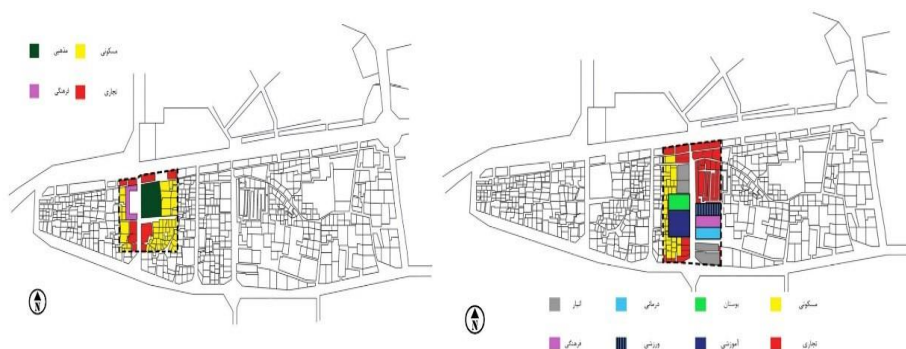 مسکونی مذهبی
تجاری فرهنگی
N
مسکونی بوستان درمانی انبار
تجاری آموزشی ورزشی فرهنگی
N